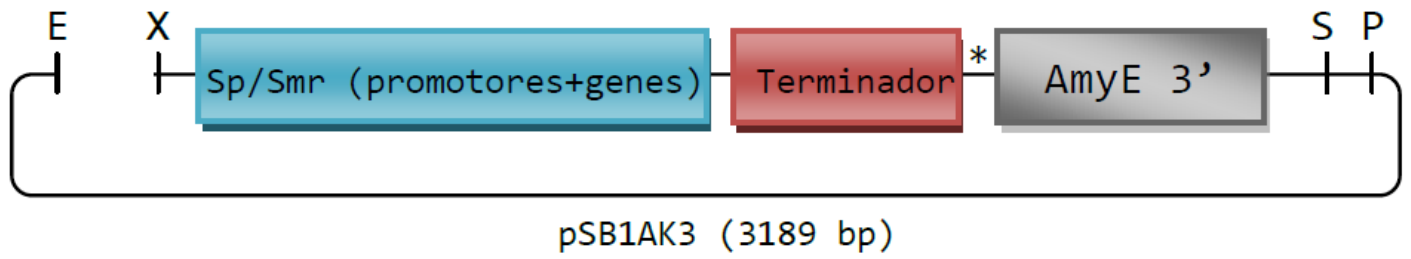 E X S P
Sp/Smr (promotores+genes) Terminador * AmyE 3’
pSB1AK3 (3189 bp)